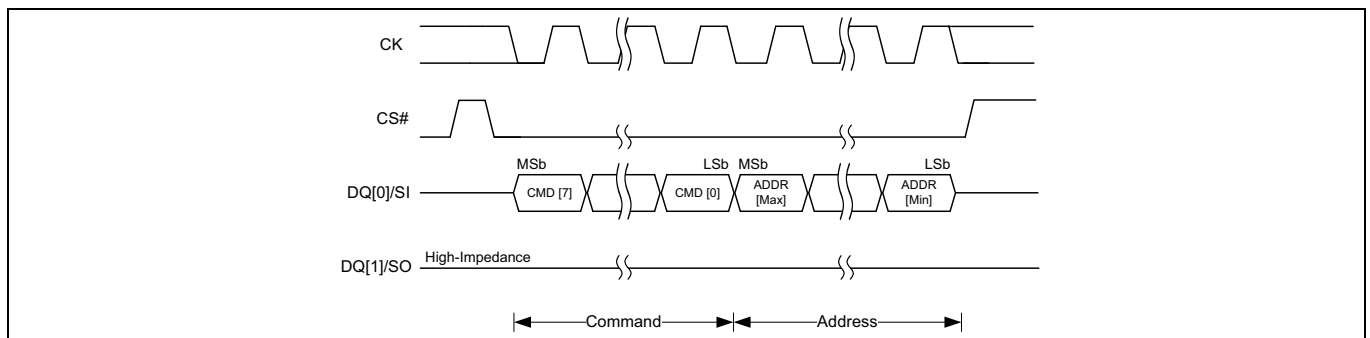 CK
CS#
MSb LSb MSb LSb
DQ[0]/SI CMD [7] CMD [0] ADDR [Max] ADDR [Min]
DQ[1]/SO High-Impedance
Command Address